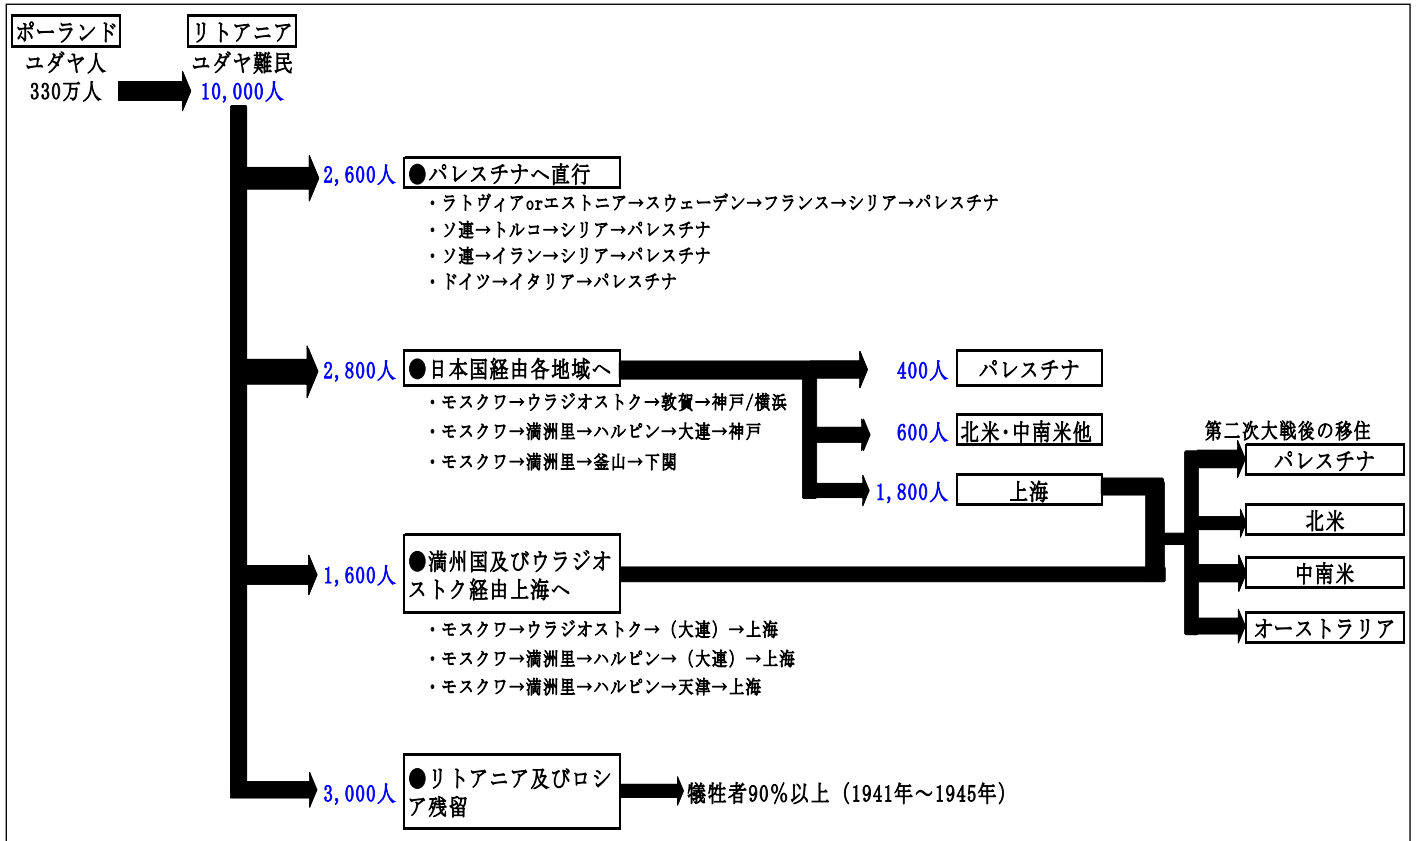 ポーランド
ユダヤ人
330万人
リトアニア
ユダヤ難民
10,000人
2,600人
●パレスチナへ直行
・ラトヴィアorエストニア→スウェーデン→フランス→シリア→パレスチナ
・ソ連→トルコ→シリア→パレスチナ
・ソ連→イラン→シリア→パレスチナ
・ドイツ→イタリア→パレスチナ
2,800人
●日本国経由各地域へ
・モスクワ→ウラジオストク→敦賀→神戸/横浜
・モスクワ→満洲里→ハルピン→大連→神戸
・モスクワ→満洲里→釜山→下関
400人
パレスチナ
600人
北米・中南米他
1,800人
上海
第二次大戦後の移住
パレスチナ
北米
中南米
オーストラリア
1,600人
●満州国及びウラジオ
ストク経由上海へ
・モスクワ→ウラジオストク→（大連）→上海
・モスクワ→満洲里→ハルピン→（大連）→上海
・モスクワ→満洲里→ハルピン→天津→上海
3,000人
●リトアニア及びロシ
ア残留
犠牲者90％以上（1941年～1945年）